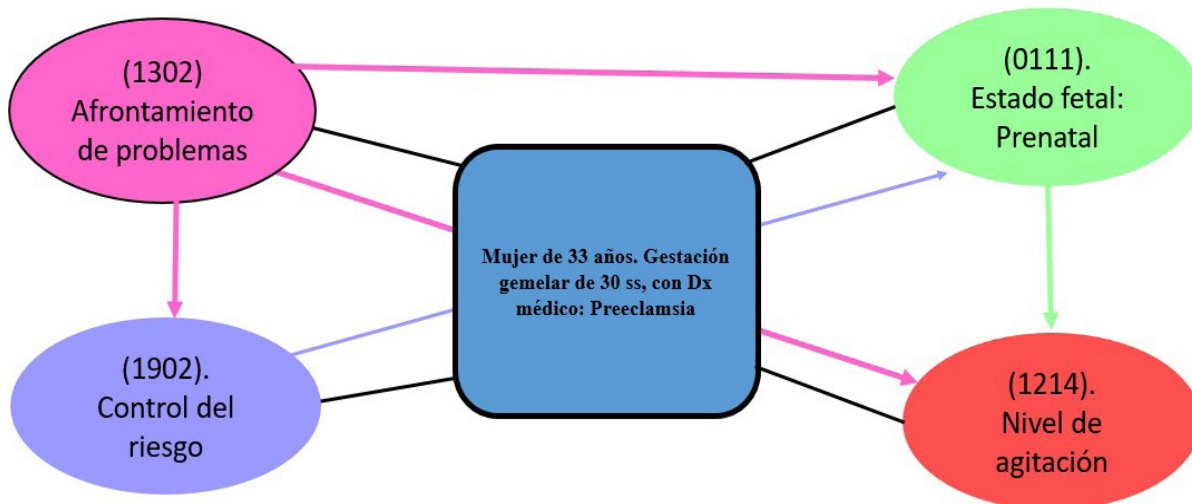 (1302)
Afrontamiento
de problemas
(0111).
Estado fetal:
Prenatal
Mujer de 33 años. Gestación
gemelar de 30 ss, con Dx
médico: Preeclamsia
(1902).
Control del
riesgo
(1214).
Nivel de
agitación